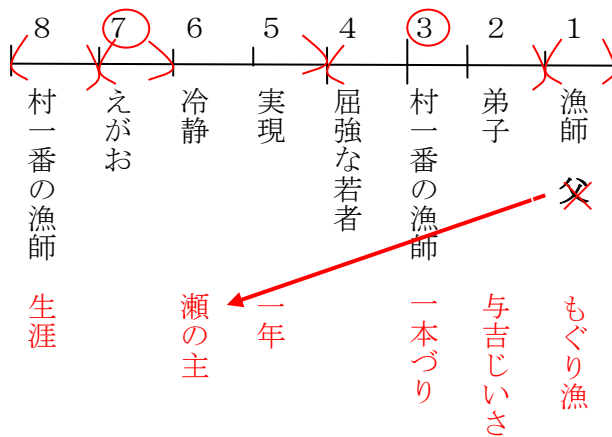 8 7 6 5 4 3 2 1
漁師 父 もぐり漁
弟子 与吉じいさ
村一番の漁師 一本づり
屈強な若者
実現 一年
冷静 瀬の主
えがお
村一番の漁師 生涯